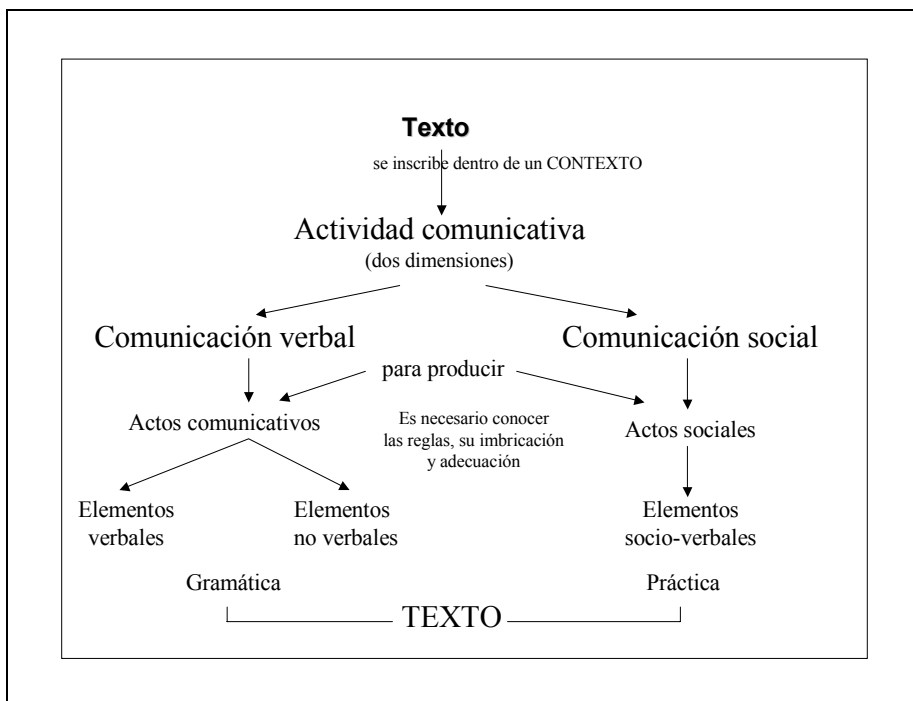 Texto
se inscribe dentro de un CONTEXTO
Actividad comunicativa
(dos dimensiones)
Comunicación verbal
Comunicación social
para producir
Actos comunicativos
Es necesario conocer
las reglas, su imbricación
y adecuación
Actos sociales
Elementos
verbales
Elementos
no verbales
Elementos
socio-verbales
Gramática
Práctica
TEXTO